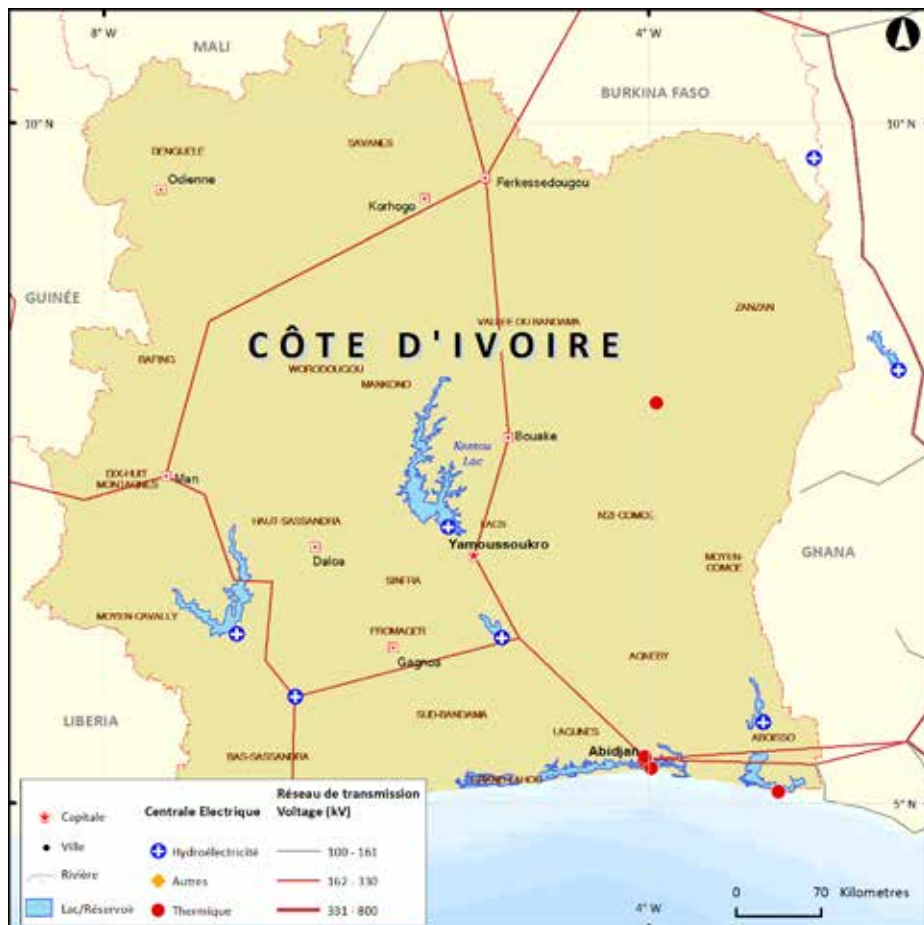 8° W
4° W
MALI
BURKINA FASO
10° N
10° N
SAVANES
DENGUELE
Odienne
Korhogo
Ferkessedougou
GUINÉE
ZANZAN
VALLEE DU BANDAMA
CÔTE D'IVOIRE
BAFING
WORODOUGOU
MANKONO
Bouake
Kossou
Lac
DIX-HUIT
MONTAGNES
Man
HAUT-SASSANDRA
LACS
N'ZI-COMOE
Yamoussoukro
Daloa
GHANA
MOYEN-
COMOE
SINFRA
MOYEN-CAVALLY
FROMAGER
Gagnoa
AGNEBY
SUD-BANDAMA
LIBERIA
LAGUNES
ABOISSO
Abidjan
BAS-SASSANDRA
5° N
Capitale
Ville
Rivière
Lac/Réservoir
Centrale Electrique
Hydroélectricité
Autres
Thermique
Réseau de transmission
Voltage (kV)
100 - 161
162 - 330
331 - 800
0 70 Kilometres
4° W